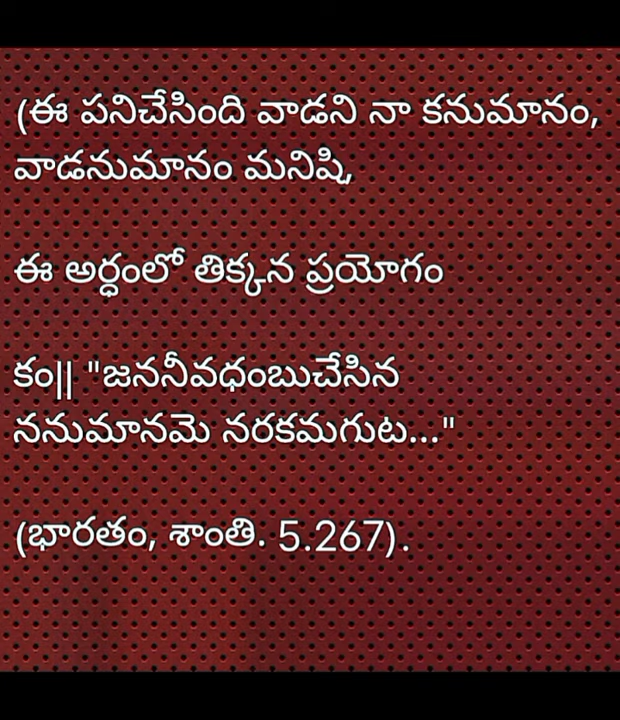 (ఈ పనిచేసింది వాడని నా కనుమానం,
వాడనుమానం మనిషి,
ఈ అర్ధంలో తిక్కన ప్రయోగం
కం|| "జననీవధంబుచేసిన
ననుమానమె నరకమగుట..."
(భారతం, శాంతి. 5.267).